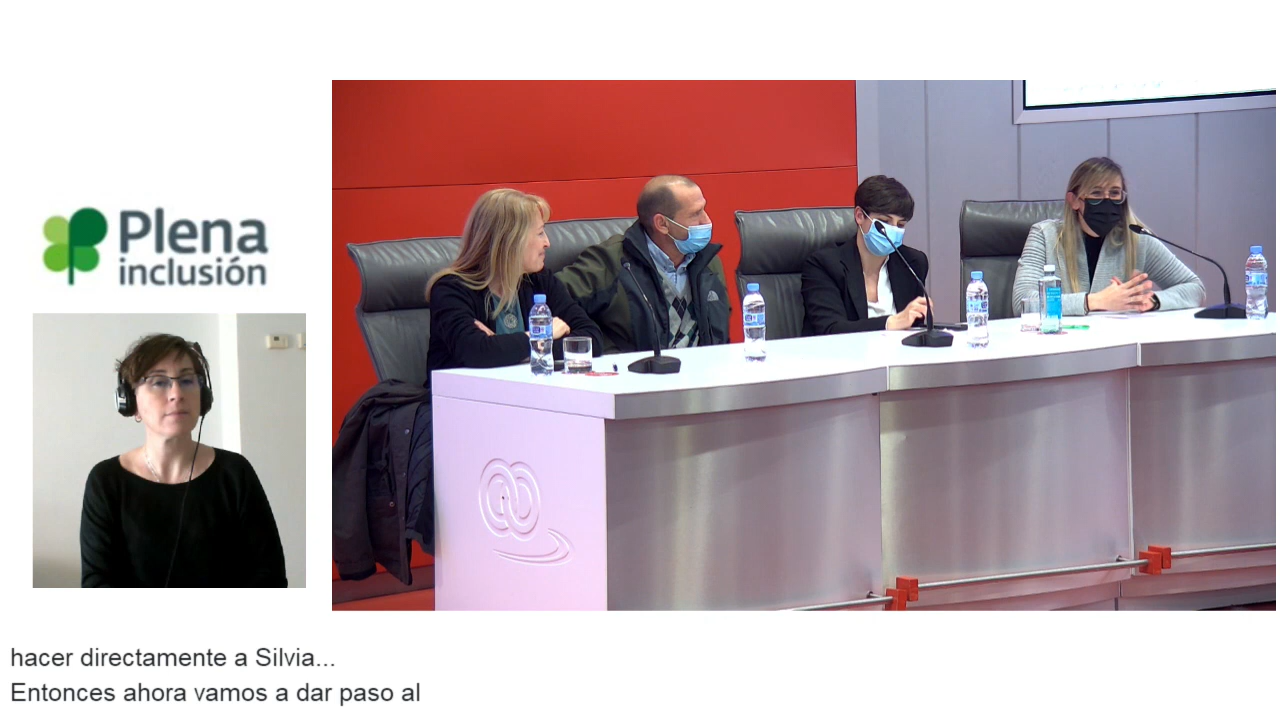 Plena
inclusión
hacer directamente a Silvia...
Entonces ahora vamos a dar paso al